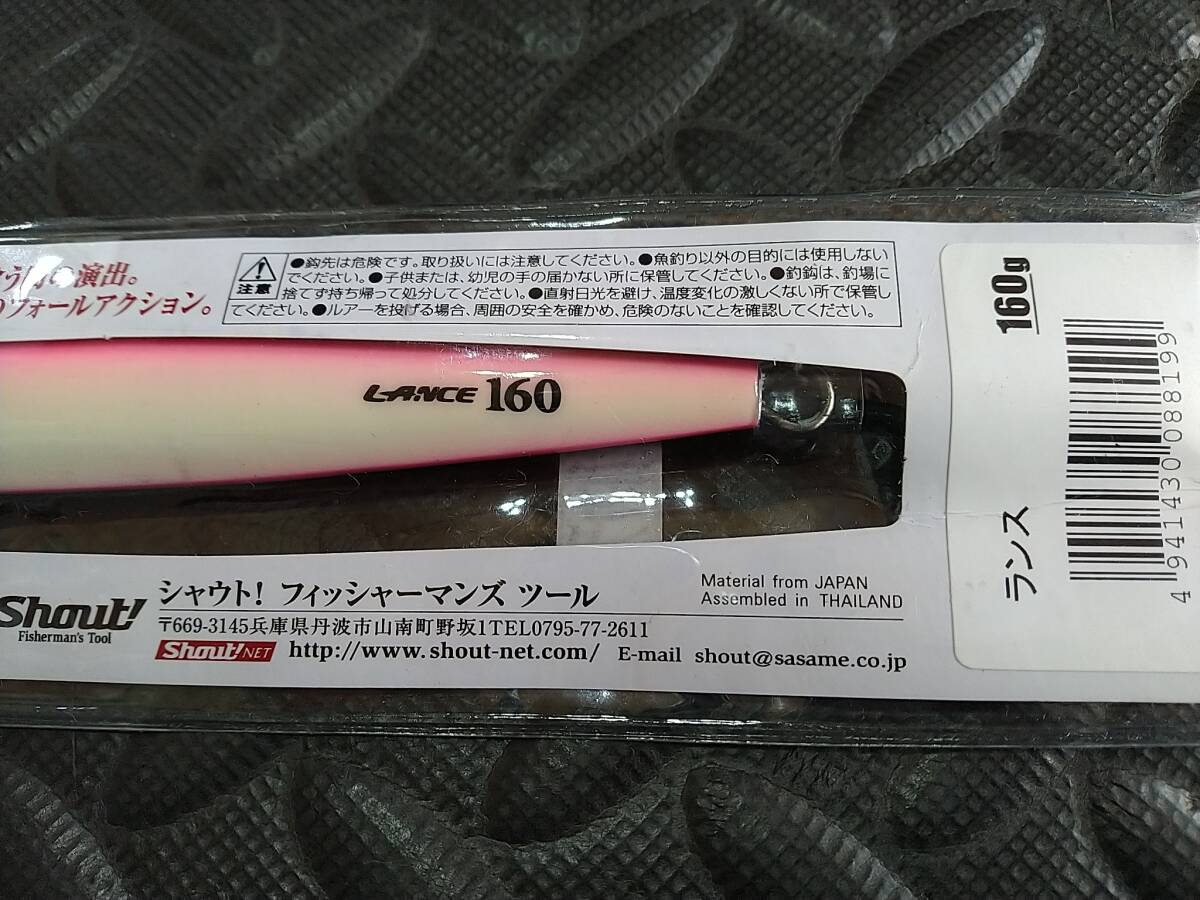 演出。
フォールアクション。
注意
●鈎先は危険です。取り扱いには注意してください。●魚釣り以外の目的には使用しない
でください。●子供または、幼児の手の届かない所に保管してください。●釣鈎は、釣場に
捨てず持ち帰って処分してください。●直射日光を避け、温度変化の激しくない所で保管し
てください。●ルアーを投げる場合、周囲の安全を確かめ、危険のないことを確認してください。
LANCE 160
Shout!
Fisherman's Tool
シャウト! フィッシャーマンズ ツール
〒669-3145兵庫県丹波市山南町野坂1TEL0795-77-2611
Shout!NET http://www.shout-net.com/ E-mail shout@sasame.co.jp
Material from JAPAN
Assembled in THAILAND
160g
ランス
4 941430 088199